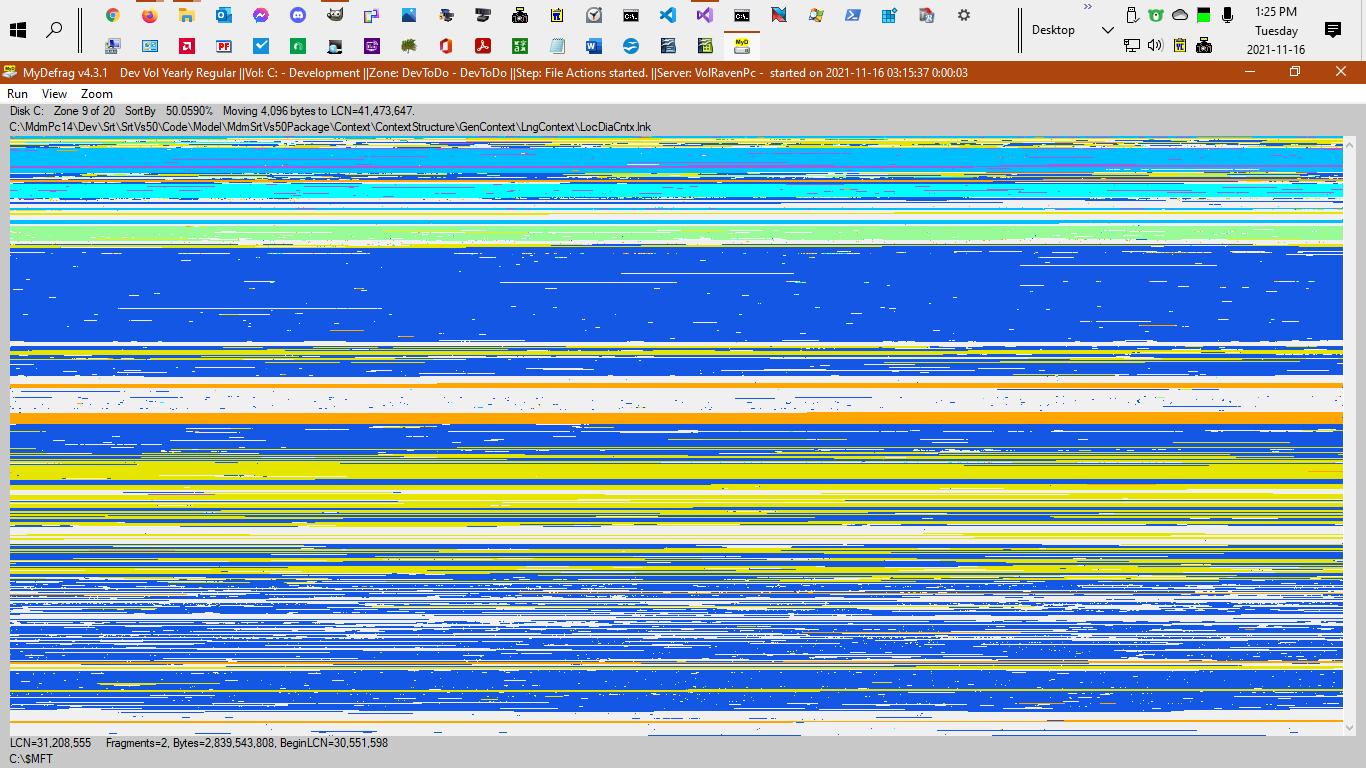 1:25 PM
Desktop
Tuesday
2021-11-16
MyDefrag v4.3.1 Dev Vol Yearly Regular ||Vol: C: - Development ||Zone: DevToDo - DevToDo ||Step: File Actions started. ||Server: VolRavenPc - started on 2021-11-16 03:15:37 0:00:03
Run View Zoom
Disk C: Zone 9 of 20 SortBy 50.0590% Moving 4,096 bytes to LCN=41,473,647.
C:\MdmPc14\Dev\Srt\SrtVs50\Code\Model\MdmSrtVs50Package\Context\ContextStructure\GenContext\LngContext\LocDiaCntx.lnk
LCN=31,208,555 Fragments=2, Bytes=2,839,543,808, BeginLCN=30,551,598
C:\$MFT